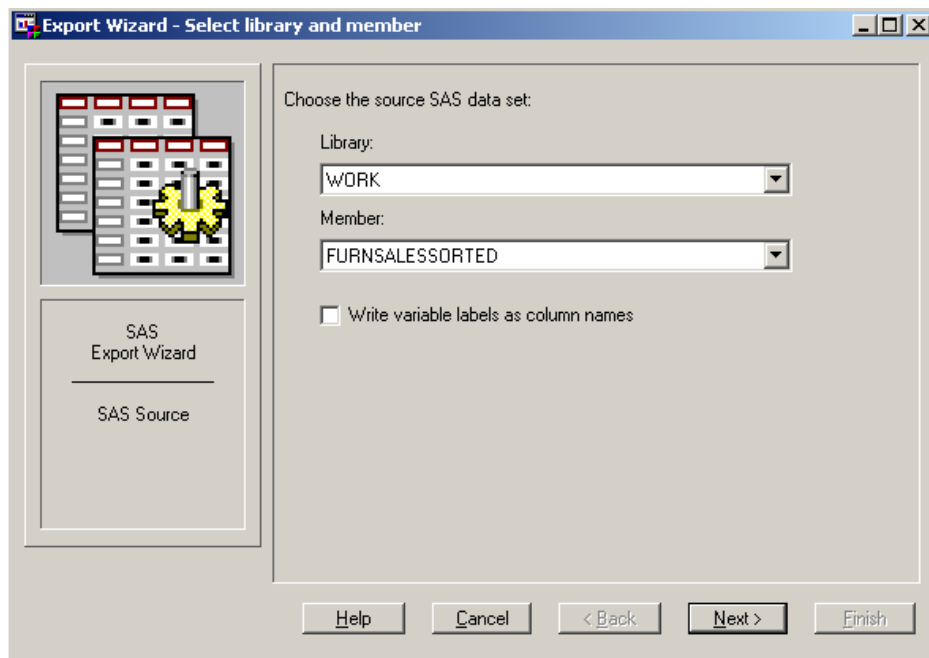 Export Wizard - Select library and member
Choose the source SAS data set:
Library:
WORK
Member:
FURNSALESSORTED
Write variable labels as column names
SAS
Export Wizard
SAS Source
Help
Cancel
< Back
Next >
Finish